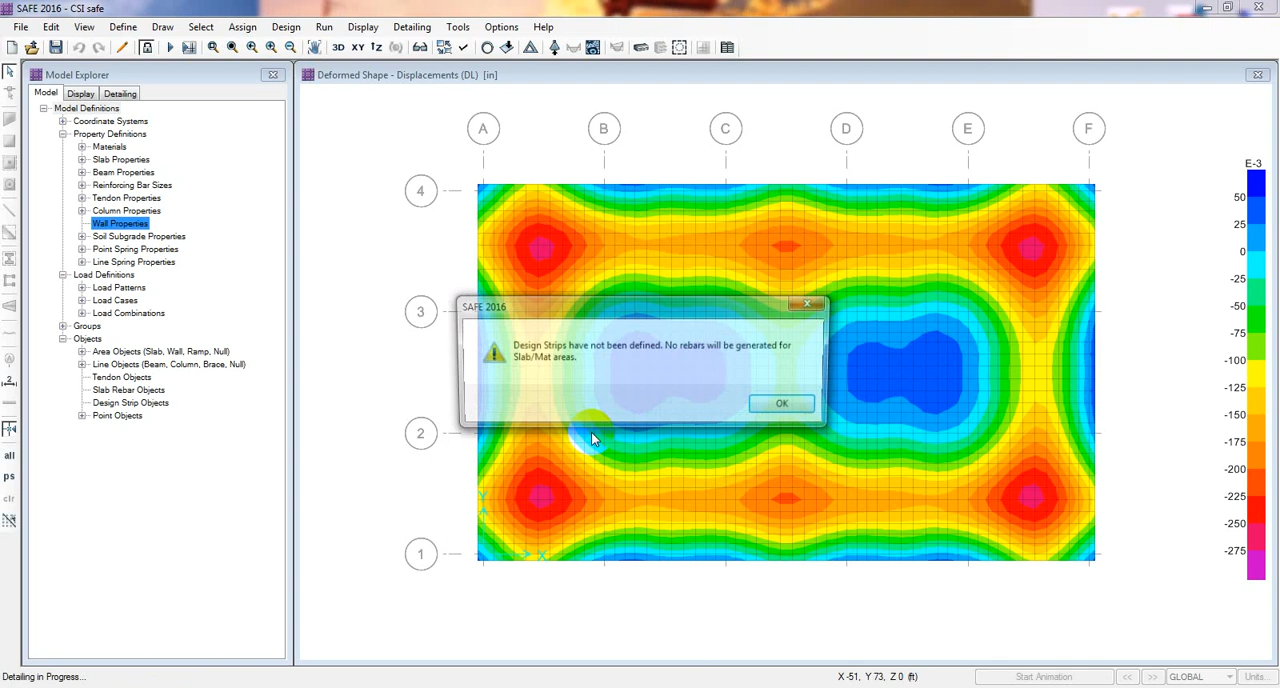 SAFE 2016 - CSI safe
File Edit View Define Draw Select Assign Design Run Display Detailing Tools Options Help
3D XY
Model Explorer
Deformed Shape - Displacements (DL) [in]
Model Display Detailing
Model Definitions
Coordinate Systems
Property Definitions
Materials
Slab Properties
Beam Properties
Reinforcing Bar Sizes
Tendon Properties
Column Properties
Wall Properties
Soil Subgrade Properties
Point Spring Properties
Line Spring Properties
Load Definitions
Load Patterns
Load Cases
Load Combinations
Groups
Objects
Area Objects (Slab, Wall, Ramp, Null)
Line Objects (Beam, Column, Brace, Null)
Tendon Objects
Slab Rebar Objects
Design Strip Objects
Point Objects
all
ps
clr
A B C D E F
4
3
2
1
Y
X
SAFE 2016
Design Strips have not been defined. No rebars will be generated for
Slab/Mat areas.
OK
E-3
50
25
0
-25
-50
-75
-100
-125
-150
-175
-200
-225
-250
-275
Detailing in Progress...
X -51, Y 73, Z 0 (ft)
Start Animation
<< >>
GLOBAL
Units...